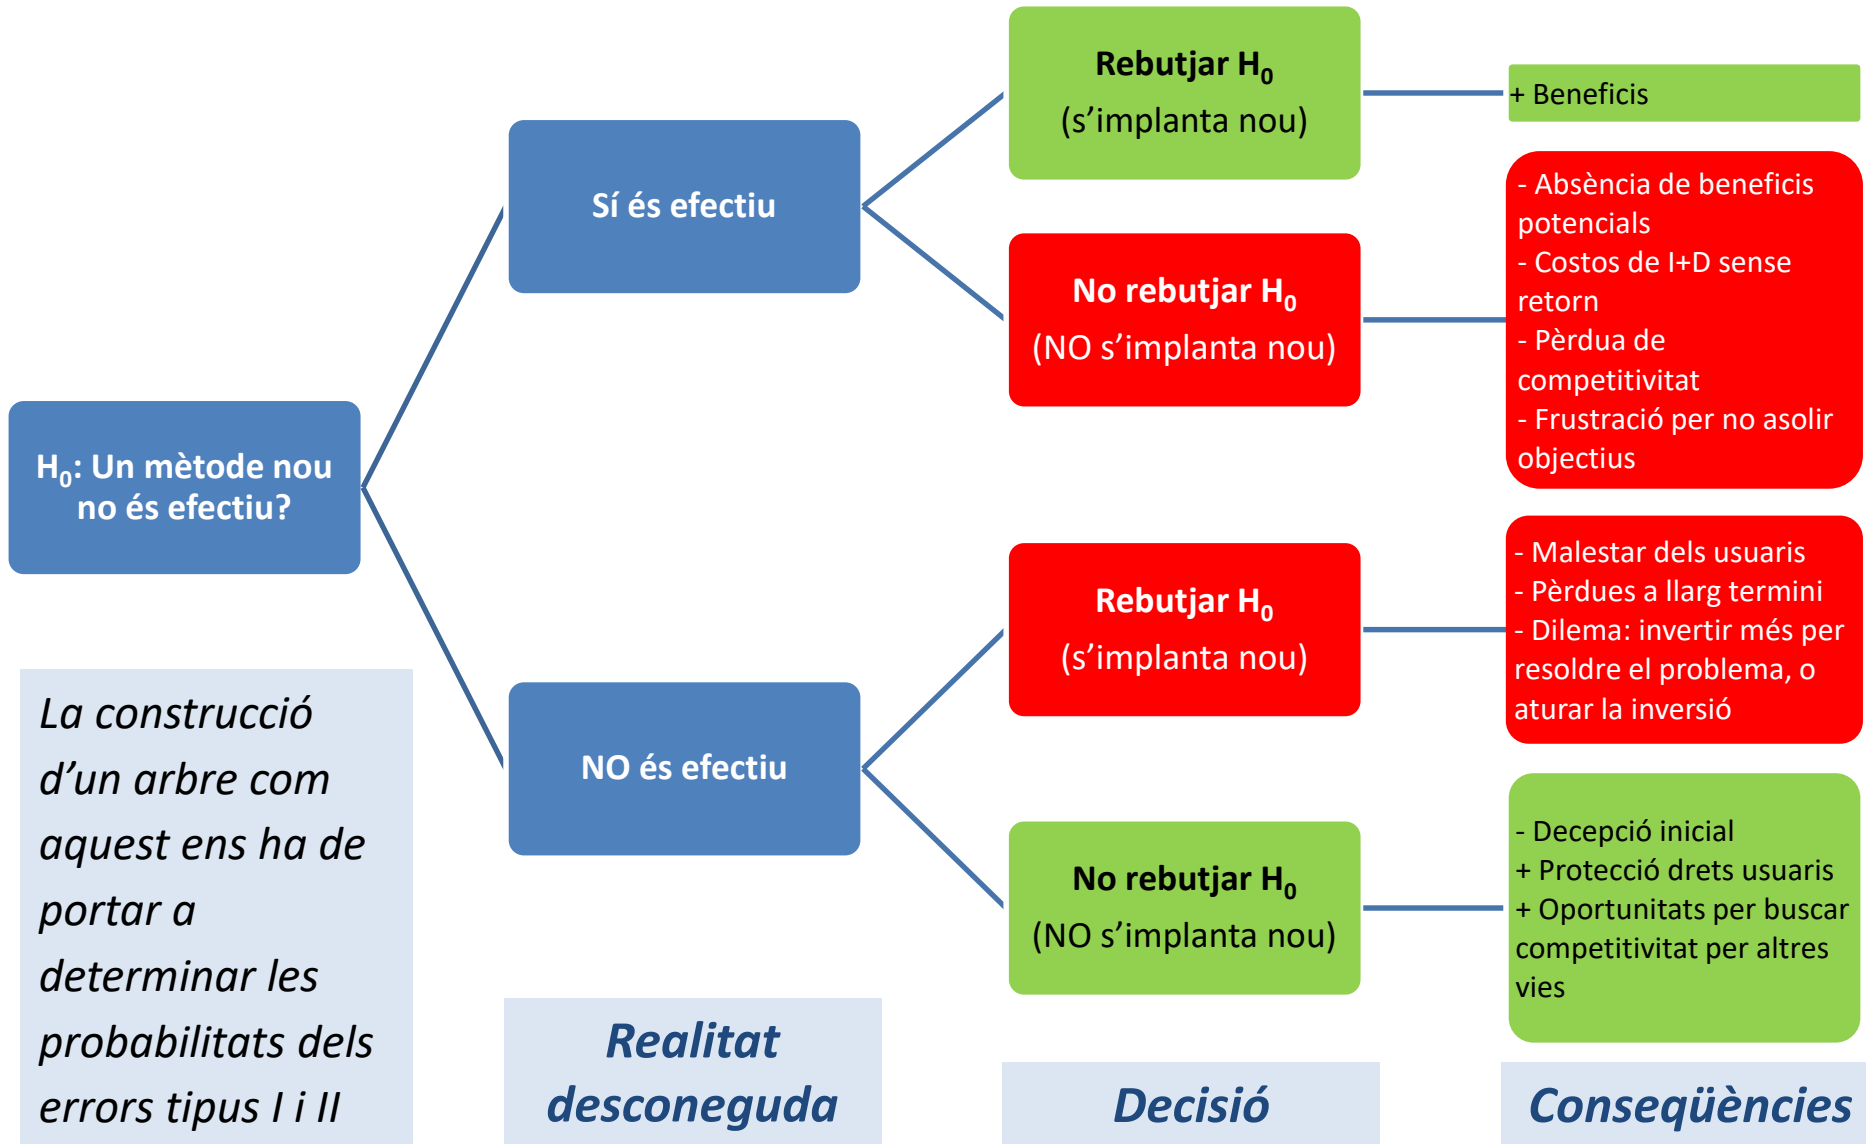 H₀: Un mètode nou
no és efectiu?
La construcció
d’un arbre com
aquest ens ha de
portar a
determinar les
probabilitats dels
errors tipus I i II
Sí és efectiu
NO és efectiu
Realitat
desconeguda
Rebutjar H₀
(s’implanta nou)
No rebutjar H₀
(NO s’implanta nou)
Rebutjar H₀
(s’implanta nou)
No rebutjar H₀
(NO s’implanta nou)
Decisió
+ Beneficis
- Absència de beneficis
potencials
- Costos de I+D sense
retorn
- Pèrdua de
competitivitat
- Frustració per no asolir
objectius
- Malestar dels usuaris
- Pèrdues a llarg termini
- Dilema: invertir més per
resoldre el problema, o
aturar la inversió
- Decepció inicial
+ Protecció drets usuaris
+ Oportunitats per buscar
competitivitat per altres
vies
Conseqüències